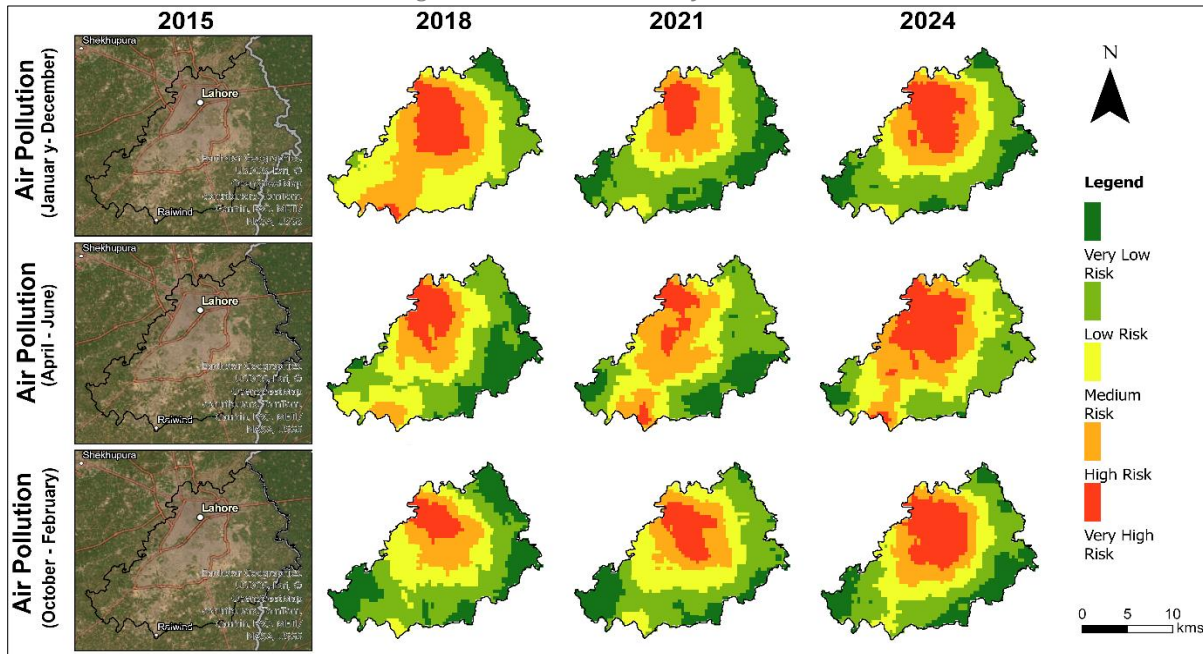 2015 2018 2021 2024
Air Pollution
(January- December)
Shekhupura
Lahore
Raiwind
N
Legend
Very Low
Risk
Low Risk
Medium
Risk
High Risk
Very High
Risk
Air Pollution
(April - June)
Shekhupura
Lahore
Raiwind
Air Pollution
(October - February)
Shekhupura
Lahore
Raiwind
0 5 10
kms